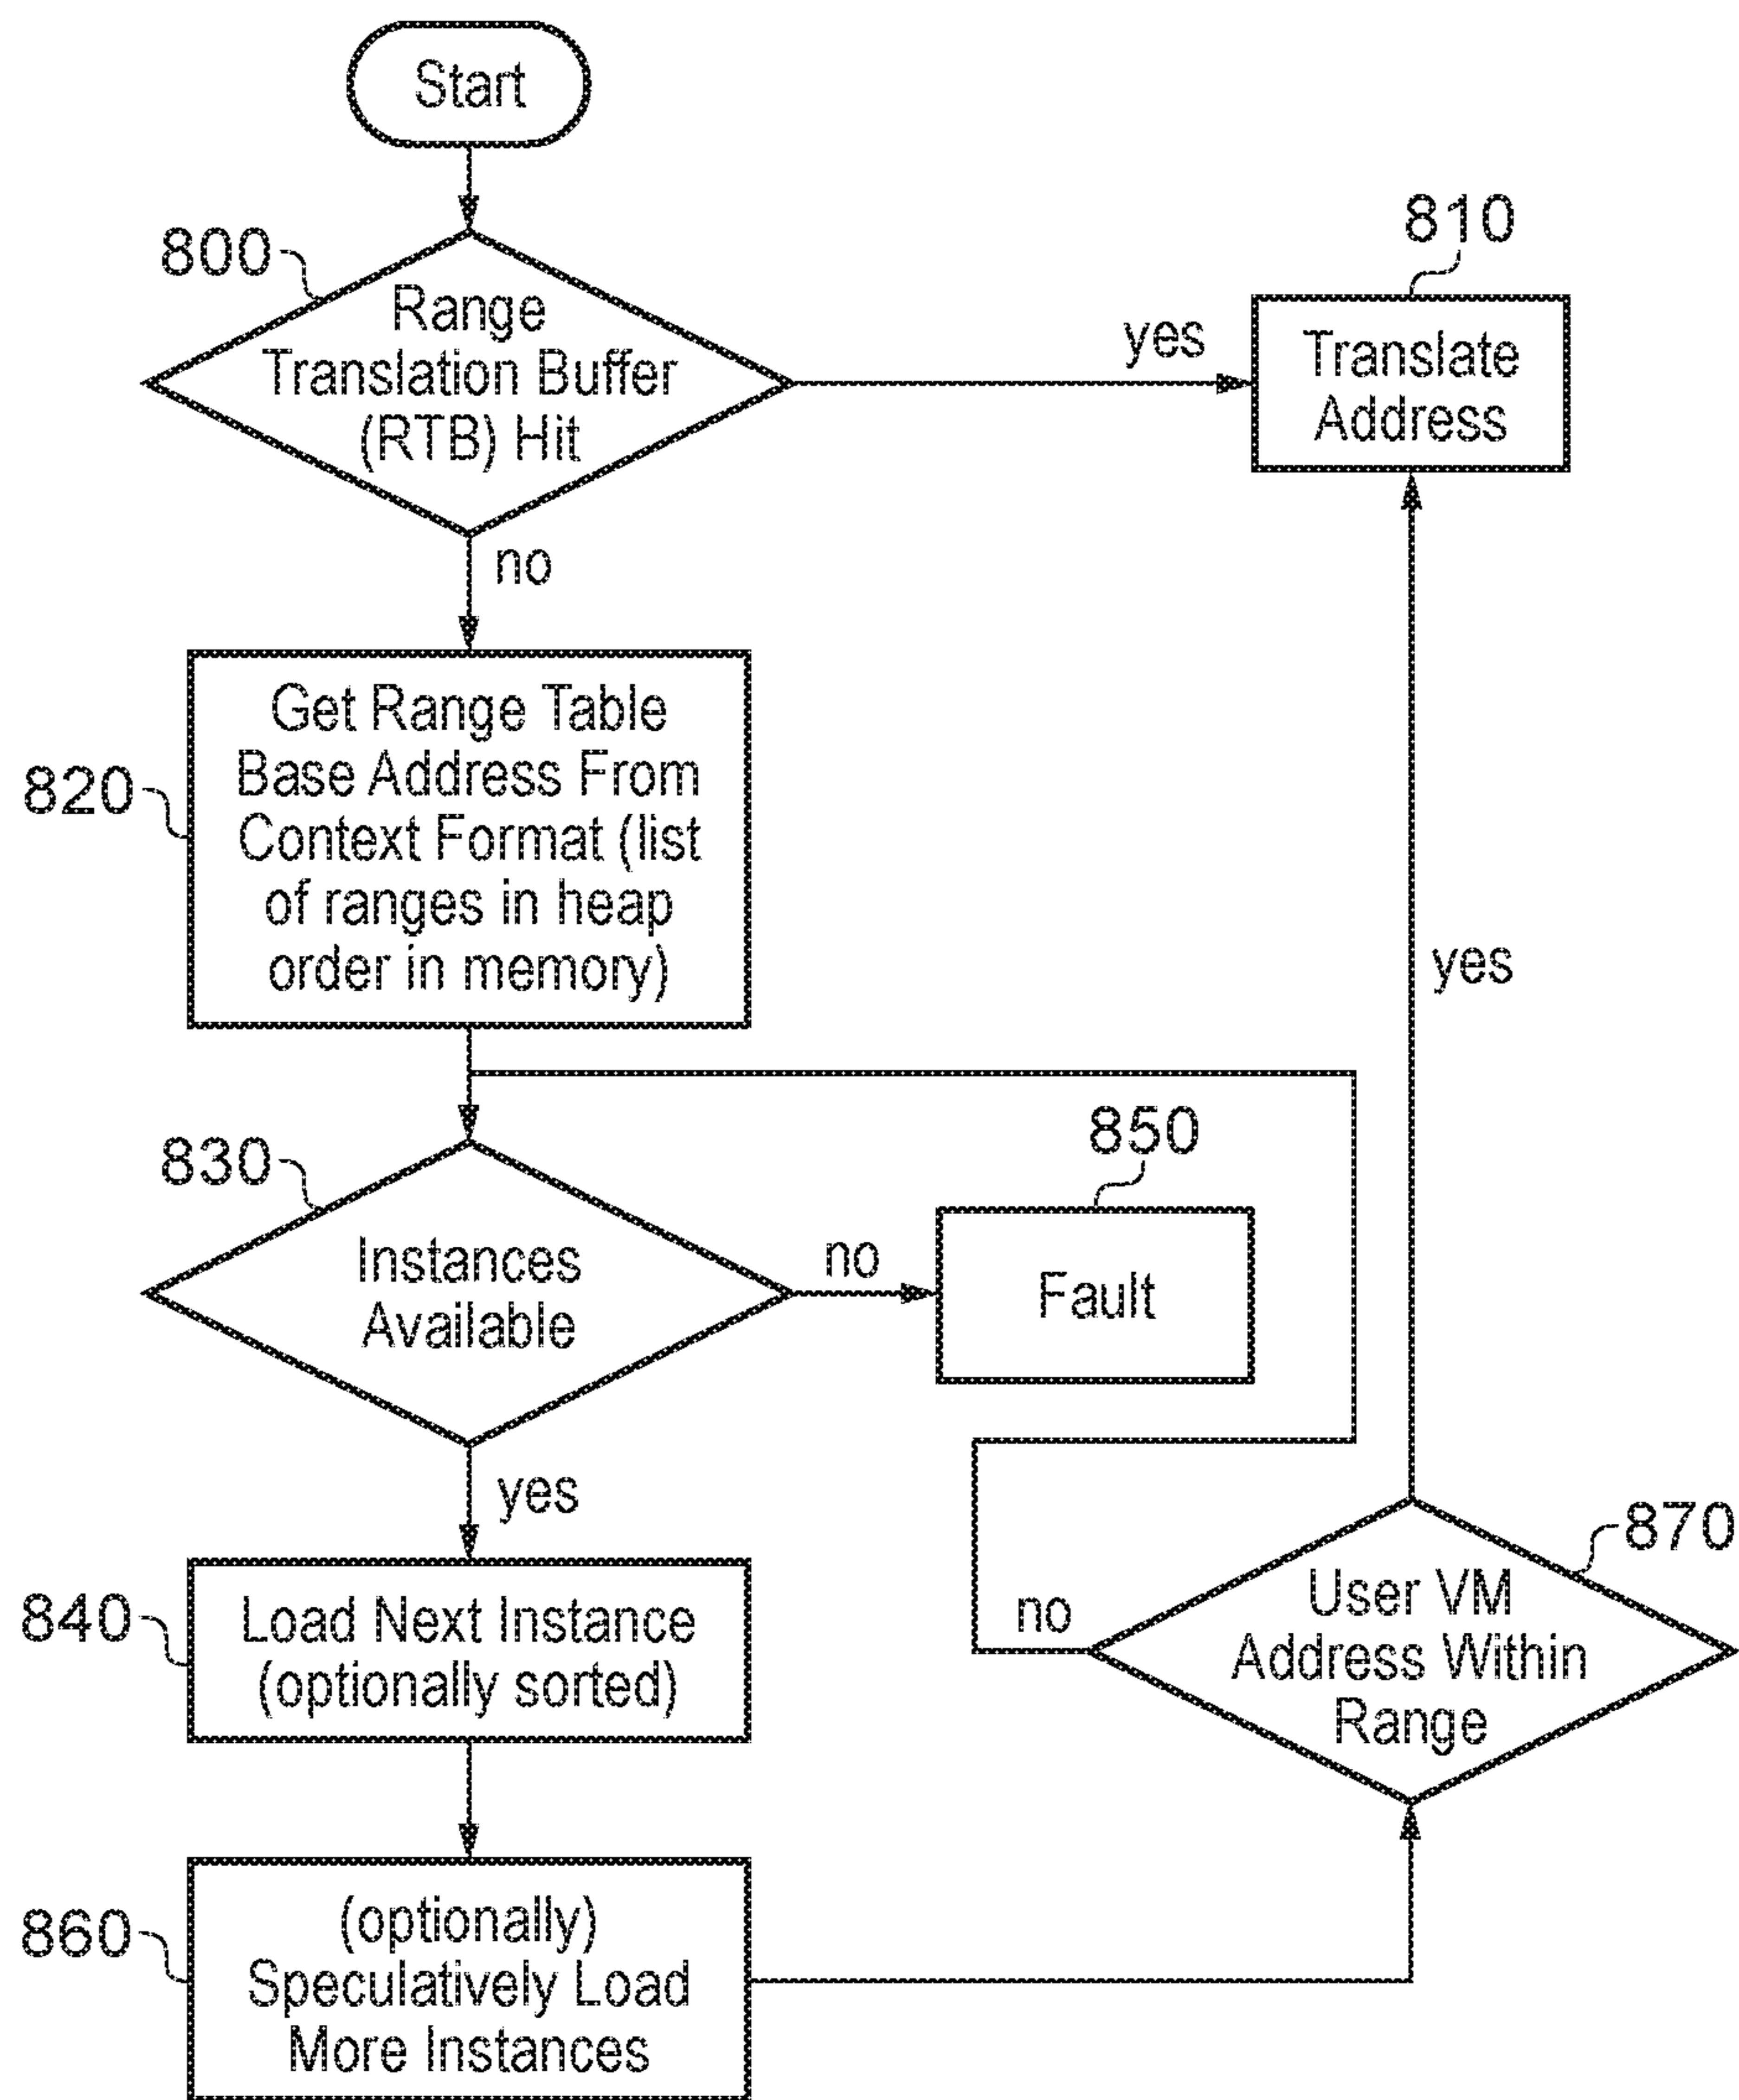 Start
800
Range
Translation Buffer
(RTB) Hit
yes
810
Translate
Address
no
820
Get Range Table
Base Address From
Context Format (list
of ranges in heap
order in memory)
yes
830
Instances
Available
no
850
Fault
yes
840
Load Next Instance
(optionally sorted)
no
870
User VM
Address Within
Range
860
(optionally)
Speculatively Load
More Instances